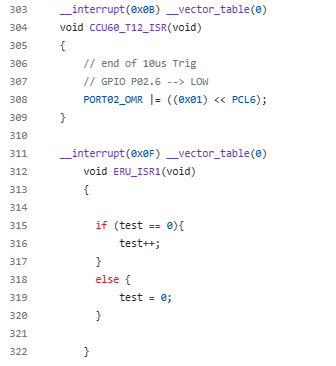 303 __interrupt(0x0B) __vector_table(0)
304 void CCU60_T12_ISR(void)
305 {
306     // end of 10us Trig
307     // GPIO P02.6 --> LOW
308     PORT02_OMR |= ((0x01) << PCL6);
309 }
310
311 __interrupt(0x0F) __vector_table(0)
312     void ERU_ISR1(void)
313     {
314
315       if (test == 0){
316           test++;
317       }
318       else {
319           test = 0;
320       }
321
322     }